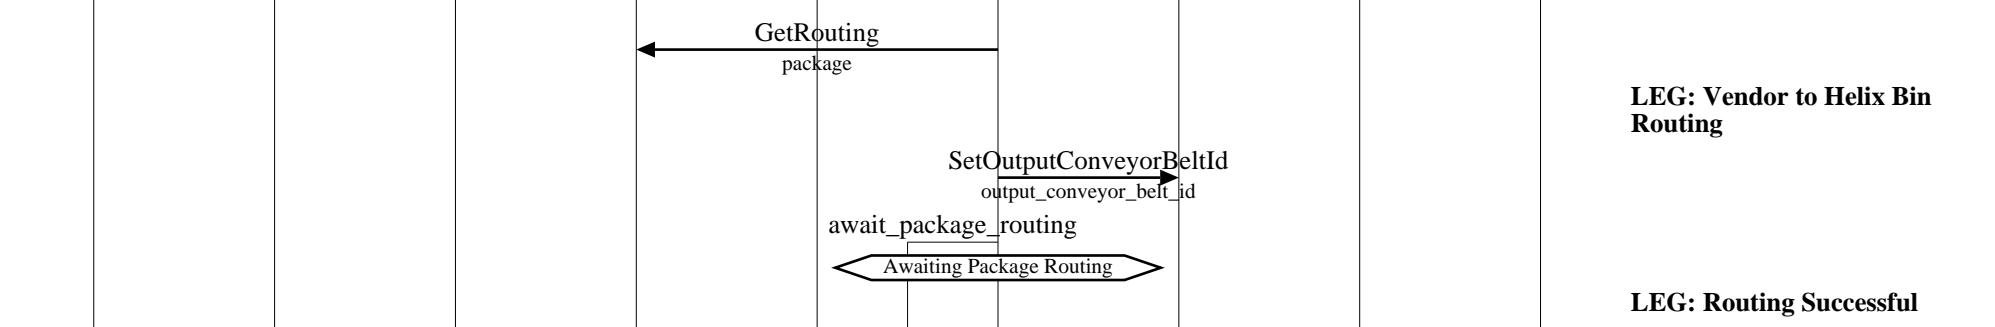 GetRouting
package
LEG: Vendor to Helix Bin
Routing
SetOutputConveyorBeltId
output_conveyor_belt_id
await_package_routing
Awaiting Package Routing
LEG: Routing Successful